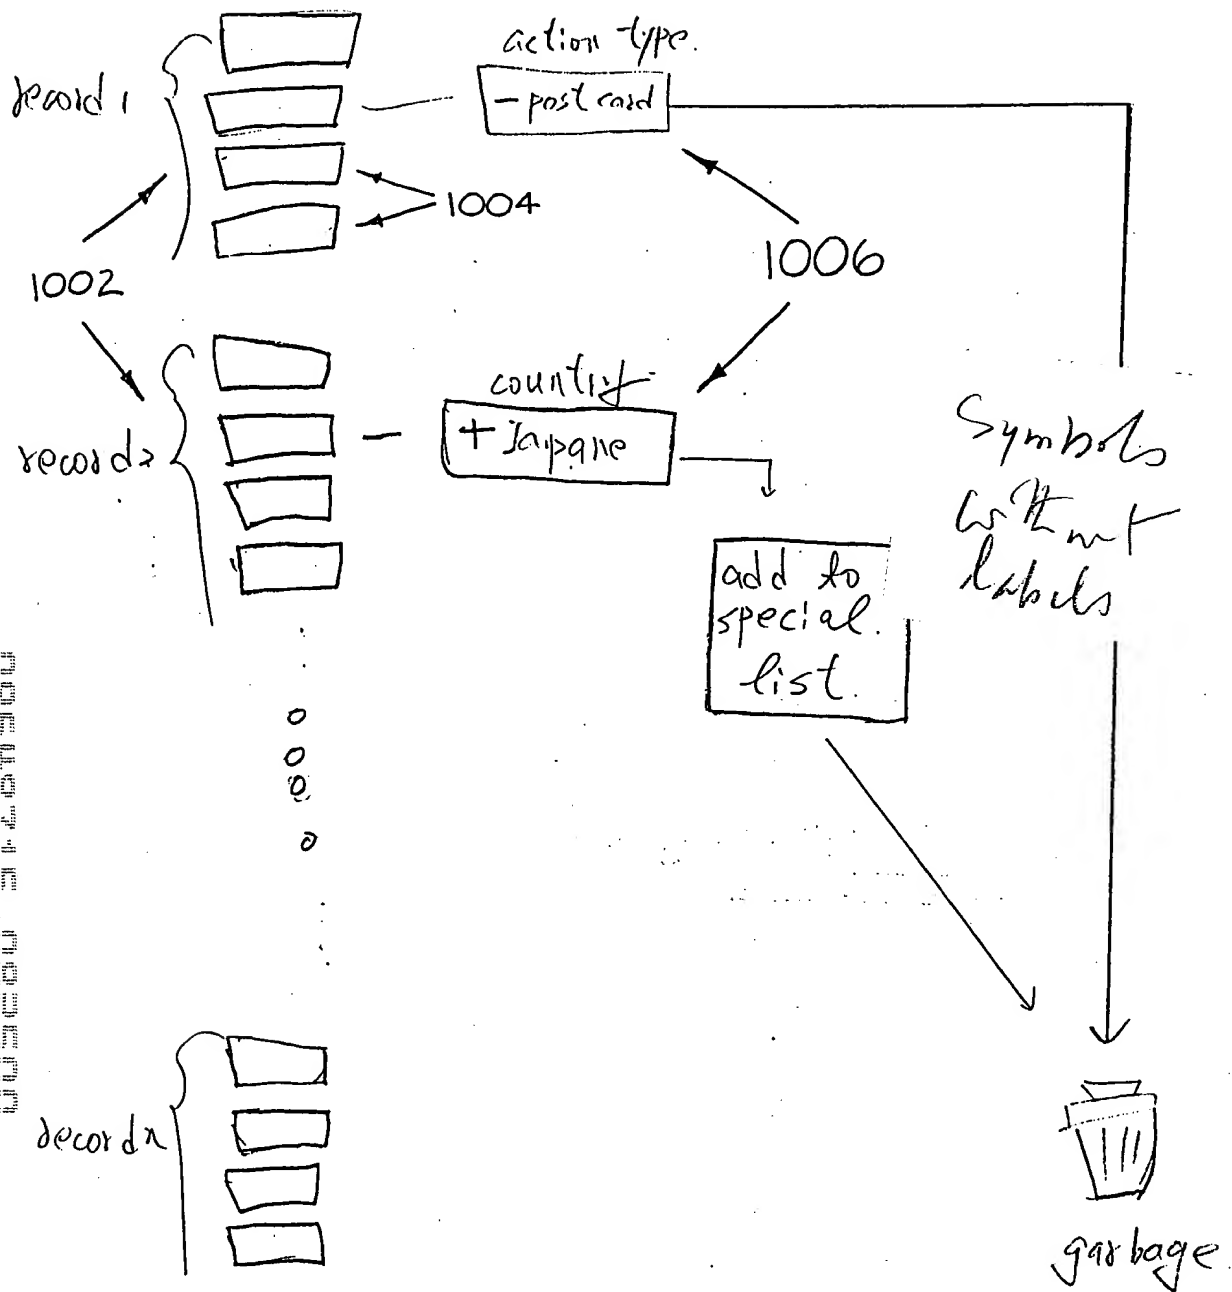 action type.
record 1
- post card
1004
1002
1006
country
record 2
+ Japane
Symbols
without
labels
add to
special.
list.
record n
garbage.